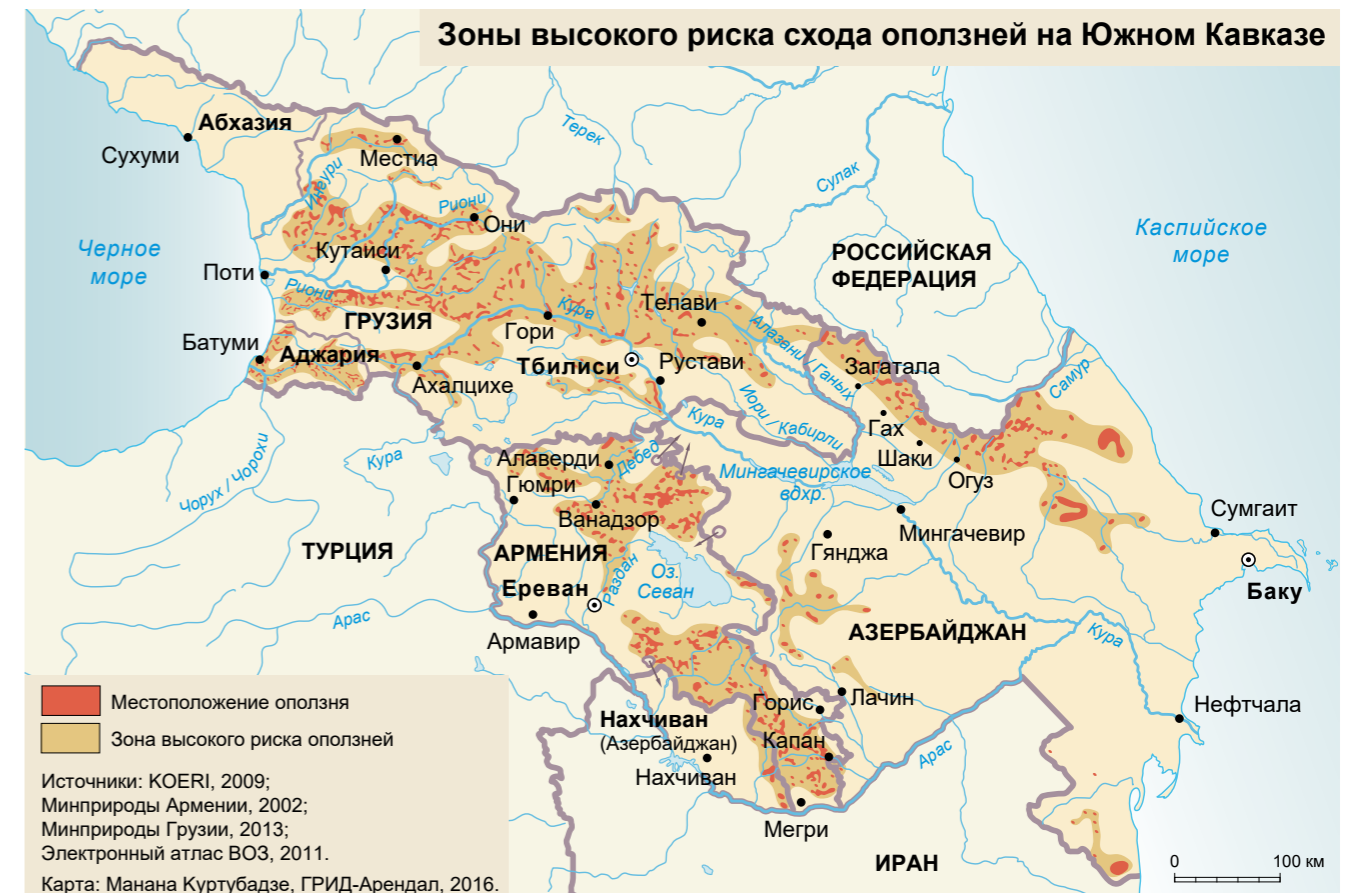 Зоны высокого риска схода оползней на Южном Кавказе
Абхазия
Сухуми
Терек
Местиа
Ингури
Сулак
Риони
Они
Черное
море
Каспийское
море
Кутаиси
РОССИЙСКАЯ
ФЕДЕРАЦИЯ
Поти
Риони
ГРУЗИЯ
Кура
Телави
Гори
Алазани / Ганых
Батуми
Аджария
Тбилиси
Рустави
Загатала
Самур
Ахалцихе
Иори / Кабирли
Кура
Гах
Шаки
Огуз
Чорух / Чорохи
Кура
Алаверди
Дебед
Мингачевирское
вдхр.
Гюмри
Ванадзор
Мингачевир
Сумгаит
Гянджа
ТУРЦИЯ
АРМЕНИЯ
Раздан
Оз.
Севан
Ереван
Баку
Арас
Армавир
АЗЕРБАЙДЖАН
Кура
Лачин
Горис
Нефтчала
Нахчиван
(Азербайджан)
Капан
Нахчиван
Арас
Мегри
ИРАН
Местоположение оползня
Зона высокого риска оползней
Источники: KOERI, 2009;
Минприроды Армении, 2002;
Минприроды Грузии, 2013;
Электронный атлас ВОЗ, 2011.
Карта: Манана Куртубадзе, ГРИД-Арендал, 2016.
0 100 км